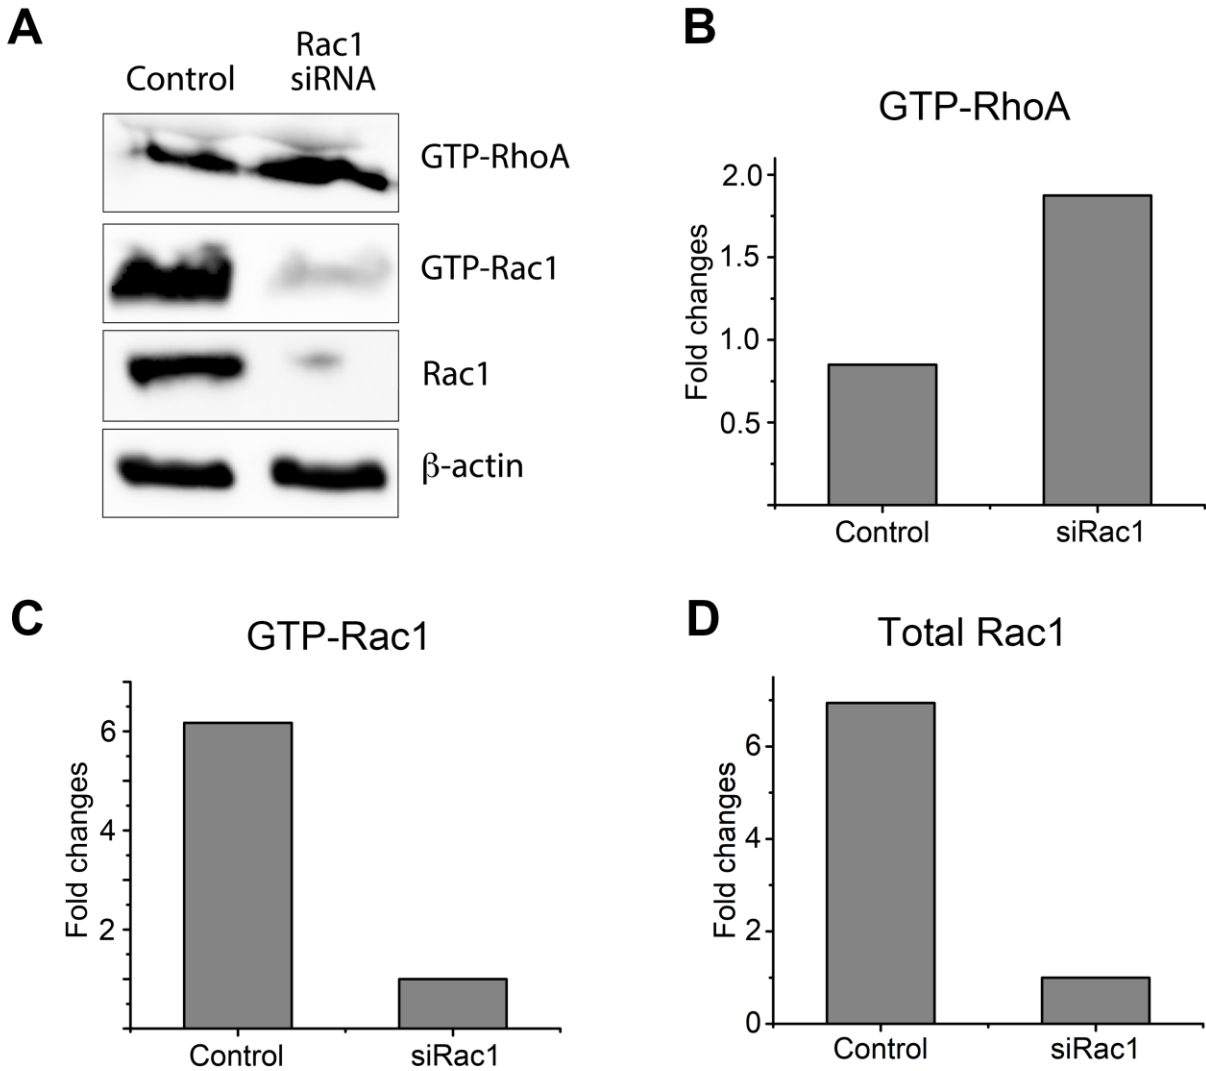 A
Control
Rac1
siRNA
GTP-RhoA
GTP-Rac1
Rac1
β-actin
B
GTP-RhoA
Fold changes
2.0
1.5
1.0
0.5
Control
siRac1
C
GTP-Rac1
Fold changes
6
4
2
Control
siRac1
D
Total Rac1
Fold changes
6
4
2
0
Control
siRac1